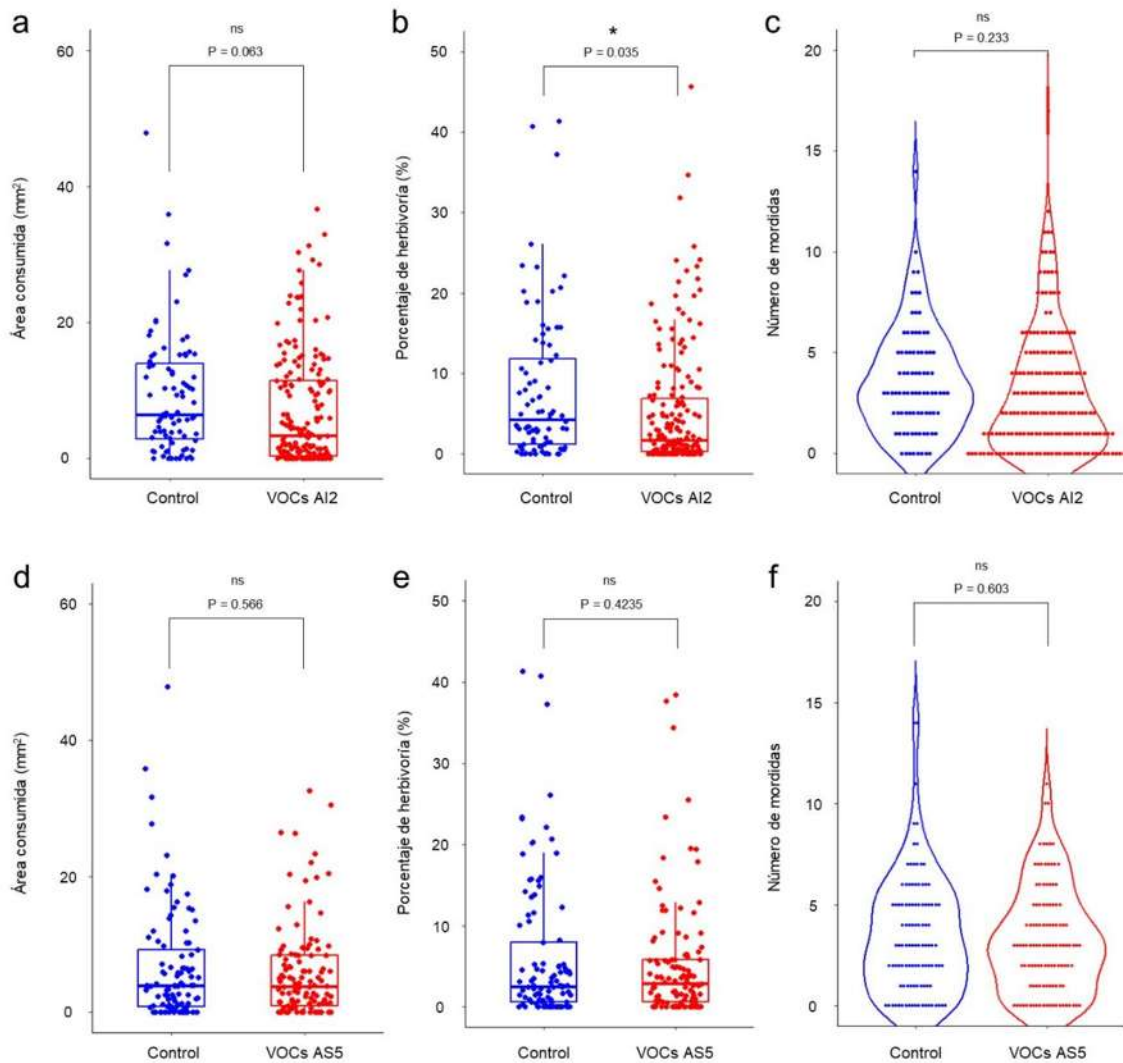 a
ns
P = 0.063
60
40
20
0
Área consumida (mm²)
Control
VOCs AI2
b
*
P = 0.035
50
40
30
20
10
0
Porcentaje de herbivoría (%)
Control
VOCs AI2
c
ns
P = 0.233
20
15
10
5
0
Número de mordidas
Control
VOCs AI2
d
ns
P = 0.566
60
40
20
0
Área consumida (mm²)
Control
VOCs AS5
e
ns
P = 0.4235
50
40
30
20
10
0
Porcentaje de herbivoría (%)
Control
VOCs AS5
f
ns
P = 0.603
20
15
10
5
0
Número de mordidas
Control
VOCs AS5